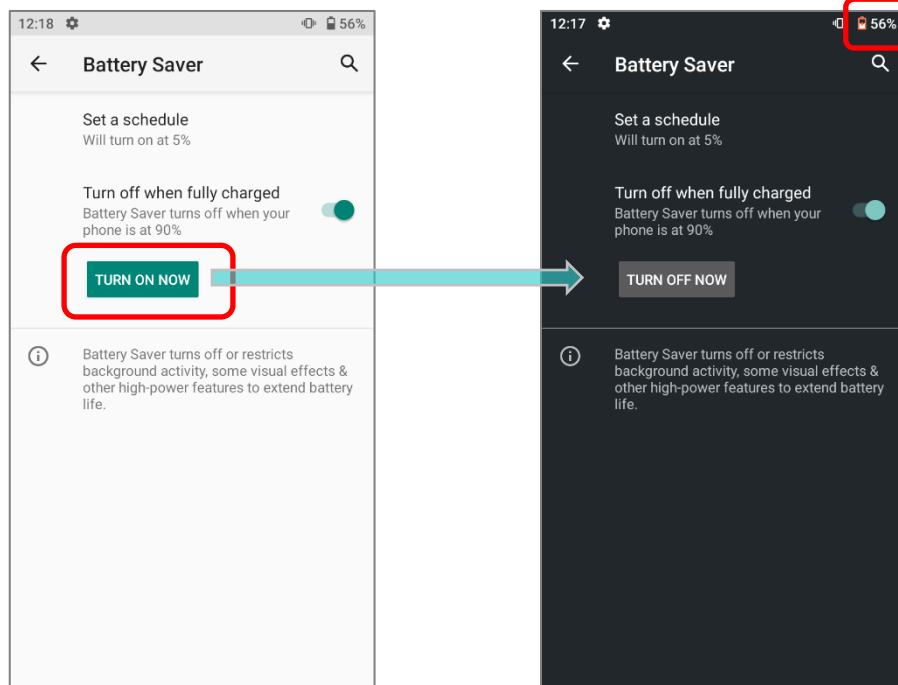 12:18 56%
Battery Saver
Set a schedule
Will turn on at 5%
Turn off when fully charged
Battery Saver turns off when your
phone is at 90%
TURN ON NOW
Battery Saver turns off or restricts
background activity, some visual effects &
other high-power features to extend battery
life.
12:17 56%
Battery Saver
Set a schedule
Will turn on at 5%
Turn off when fully charged
Battery Saver turns off when your
phone is at 90%
TURN OFF NOW
Battery Saver turns off or restricts
background activity, some visual effects &
other high-power features to extend battery
life.